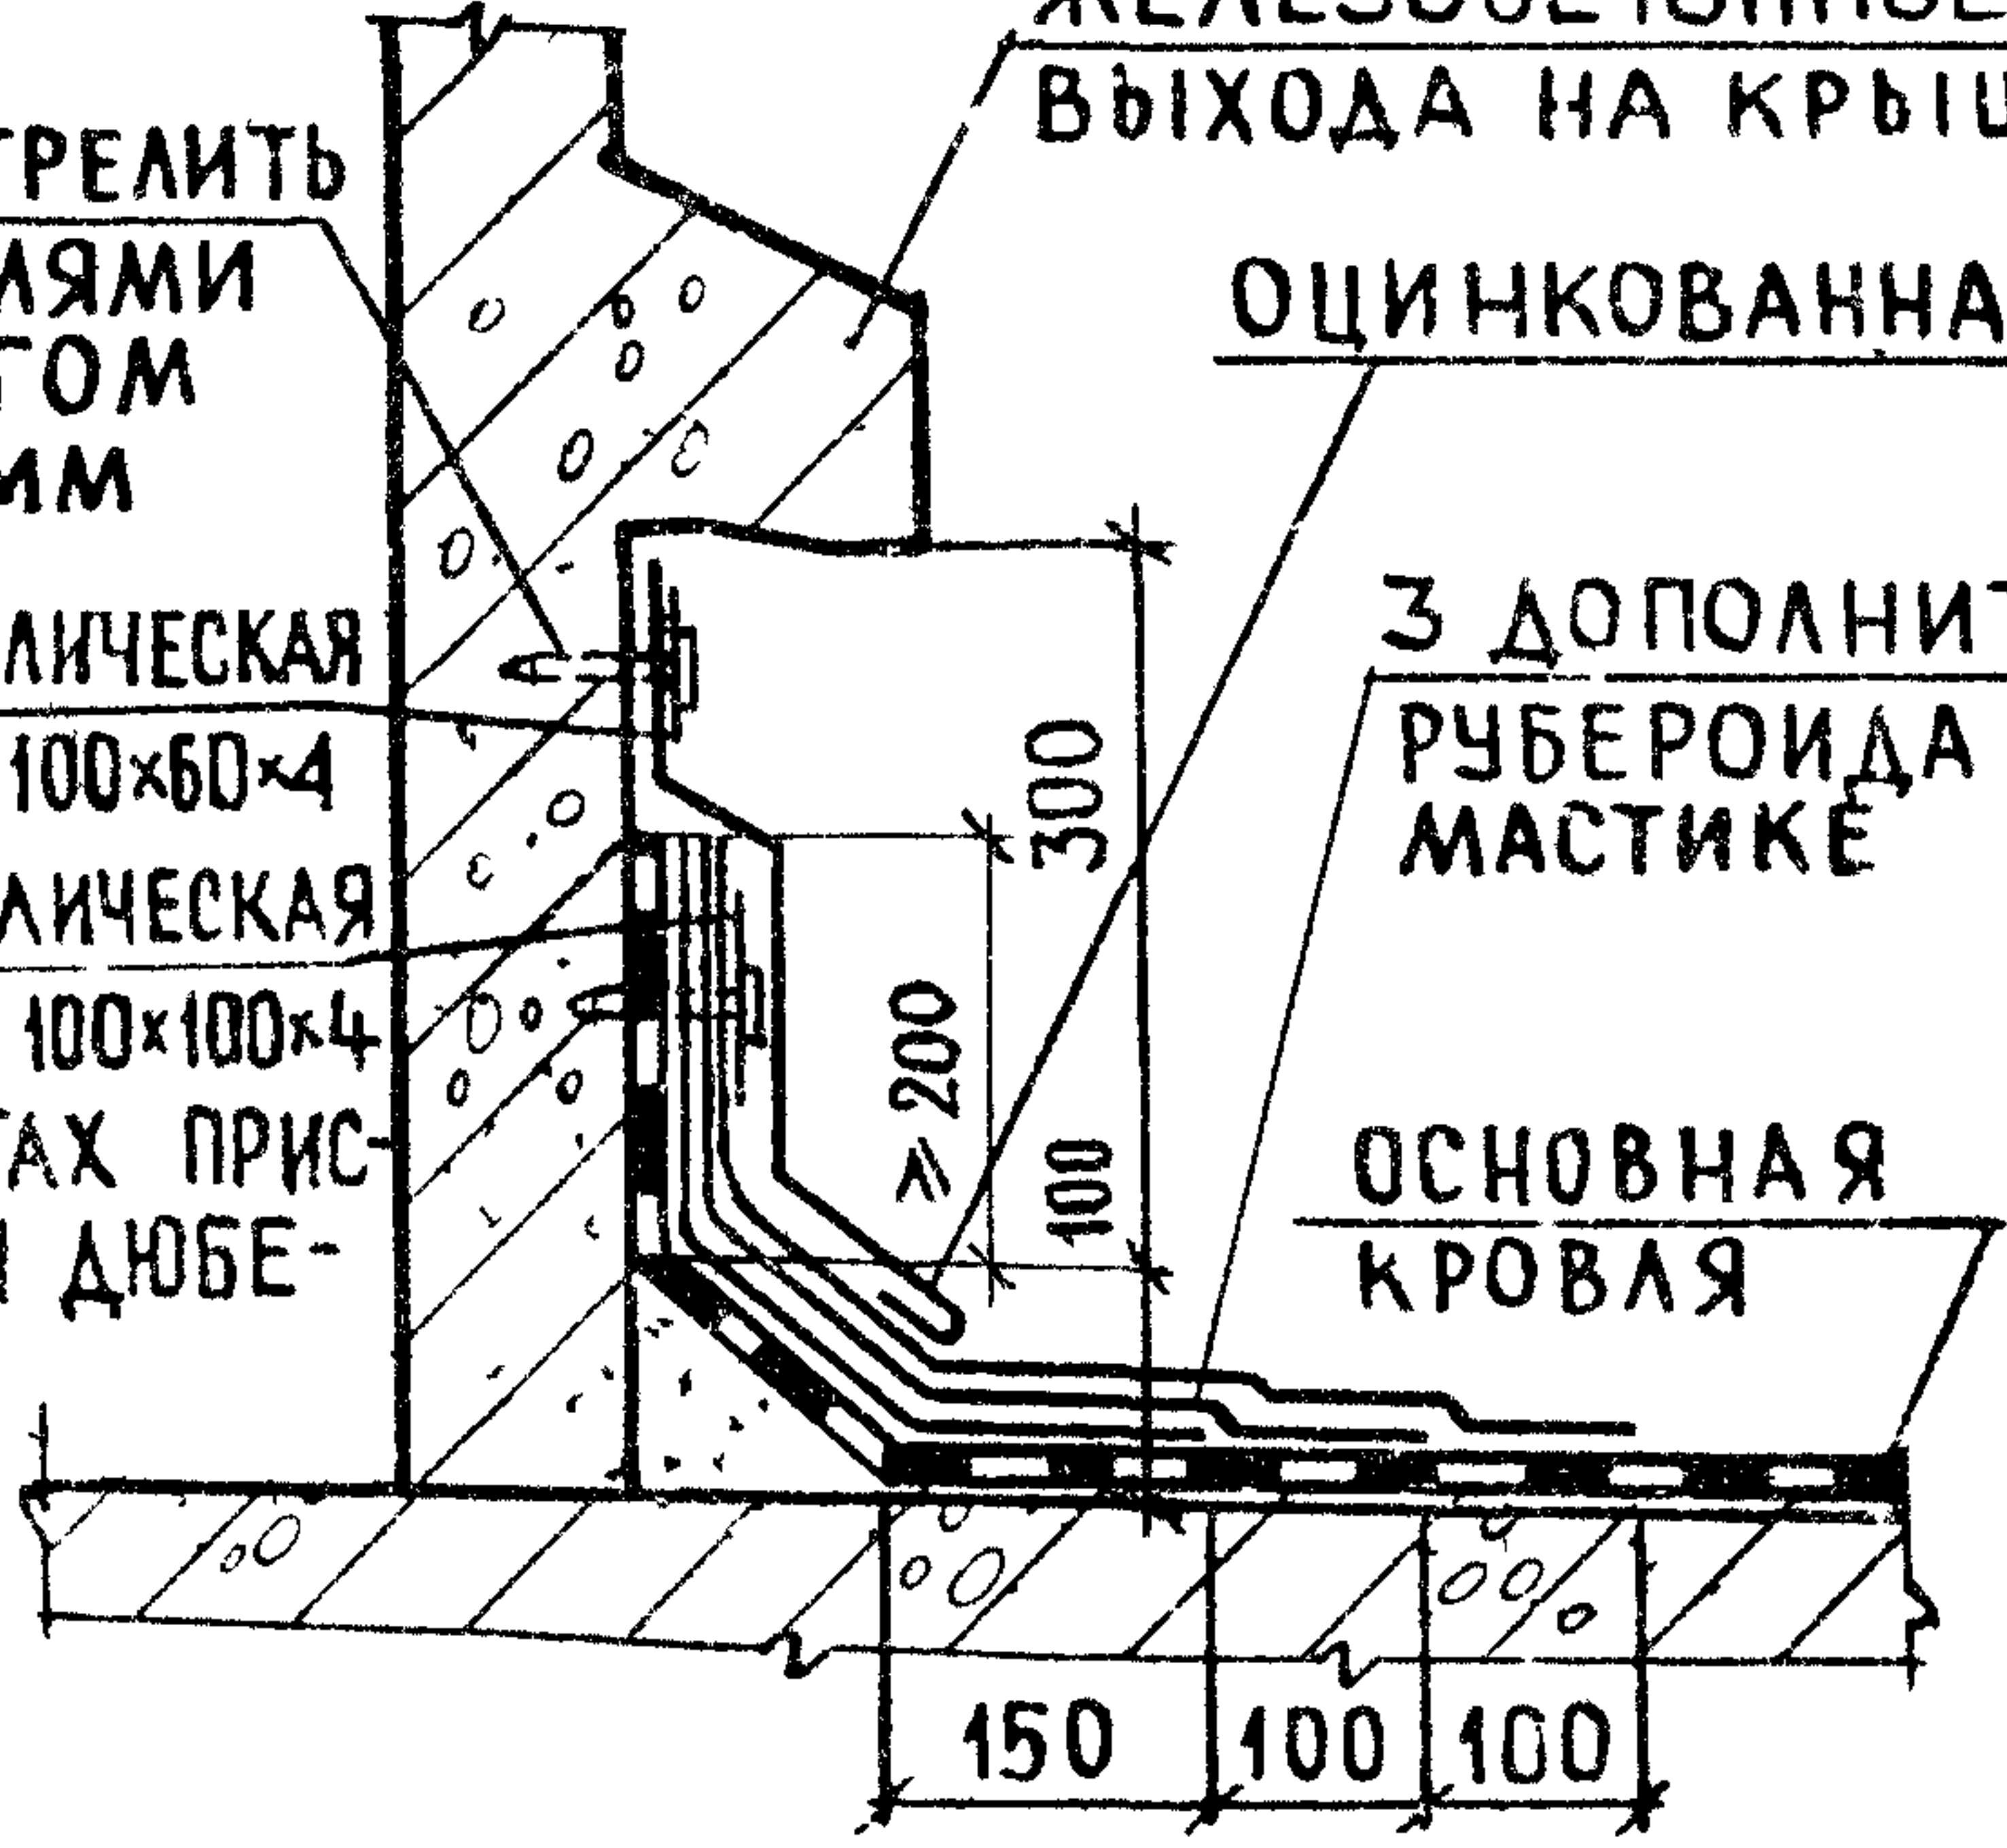 ВЫХОДА НА КРЫШ
ТРЕЛИТЬ
ЛЯМИ
ТОМ
ИМ
ОЦИНКОВАННА
3 ДОПОЛНИТ
РУБЕРОИДА
МАСТИКЕ
ЛИЧЕСКАЯ
100×60×4
ЛИЧЕСКАЯ
100×100×4
ТАХ ПРИС-
ДЮБЕ-
300
≥ 200
100
ОСНОВНАЯ
КРОВЛЯ
150 100 100